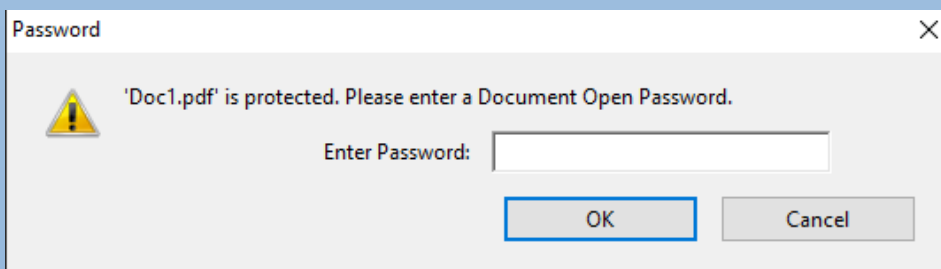 Password
'Doc1.pdf' is protected. Please enter a Document Open Password.
Enter Password:
OK Cancel